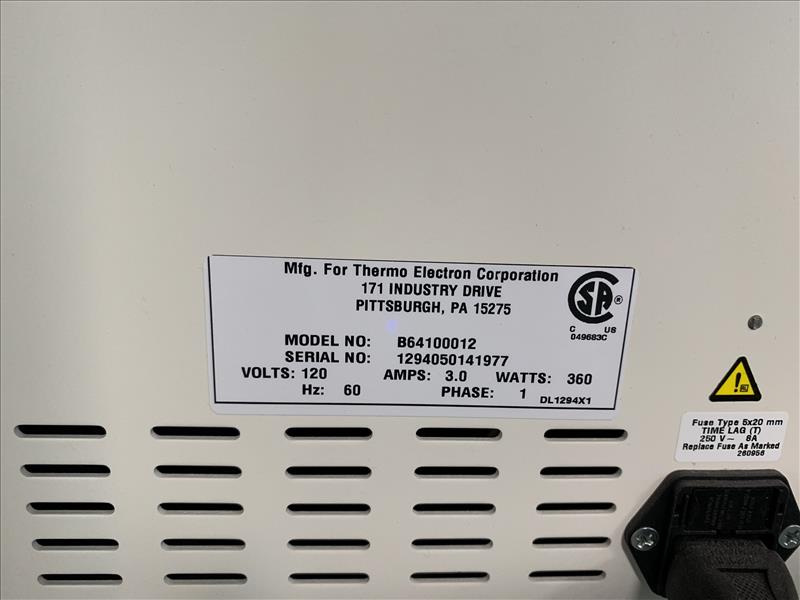 Mfg. For Thermo Electron Corporation
171 INDUSTRY DRIVE
PITTSBURGH, PA 15275
CSA ®
C US
049683C
MODEL NO: B64100012
SERIAL NO: 1294050141977
VOLTS: 120 AMPS: 3.0 WATTS: 360
Hz: 60 PHASE: 1 DL1294X1
Fuse Type 5x20 mm
TIME LAG (T)
250 V~ 8A
Replace Fuse As Marked
260956